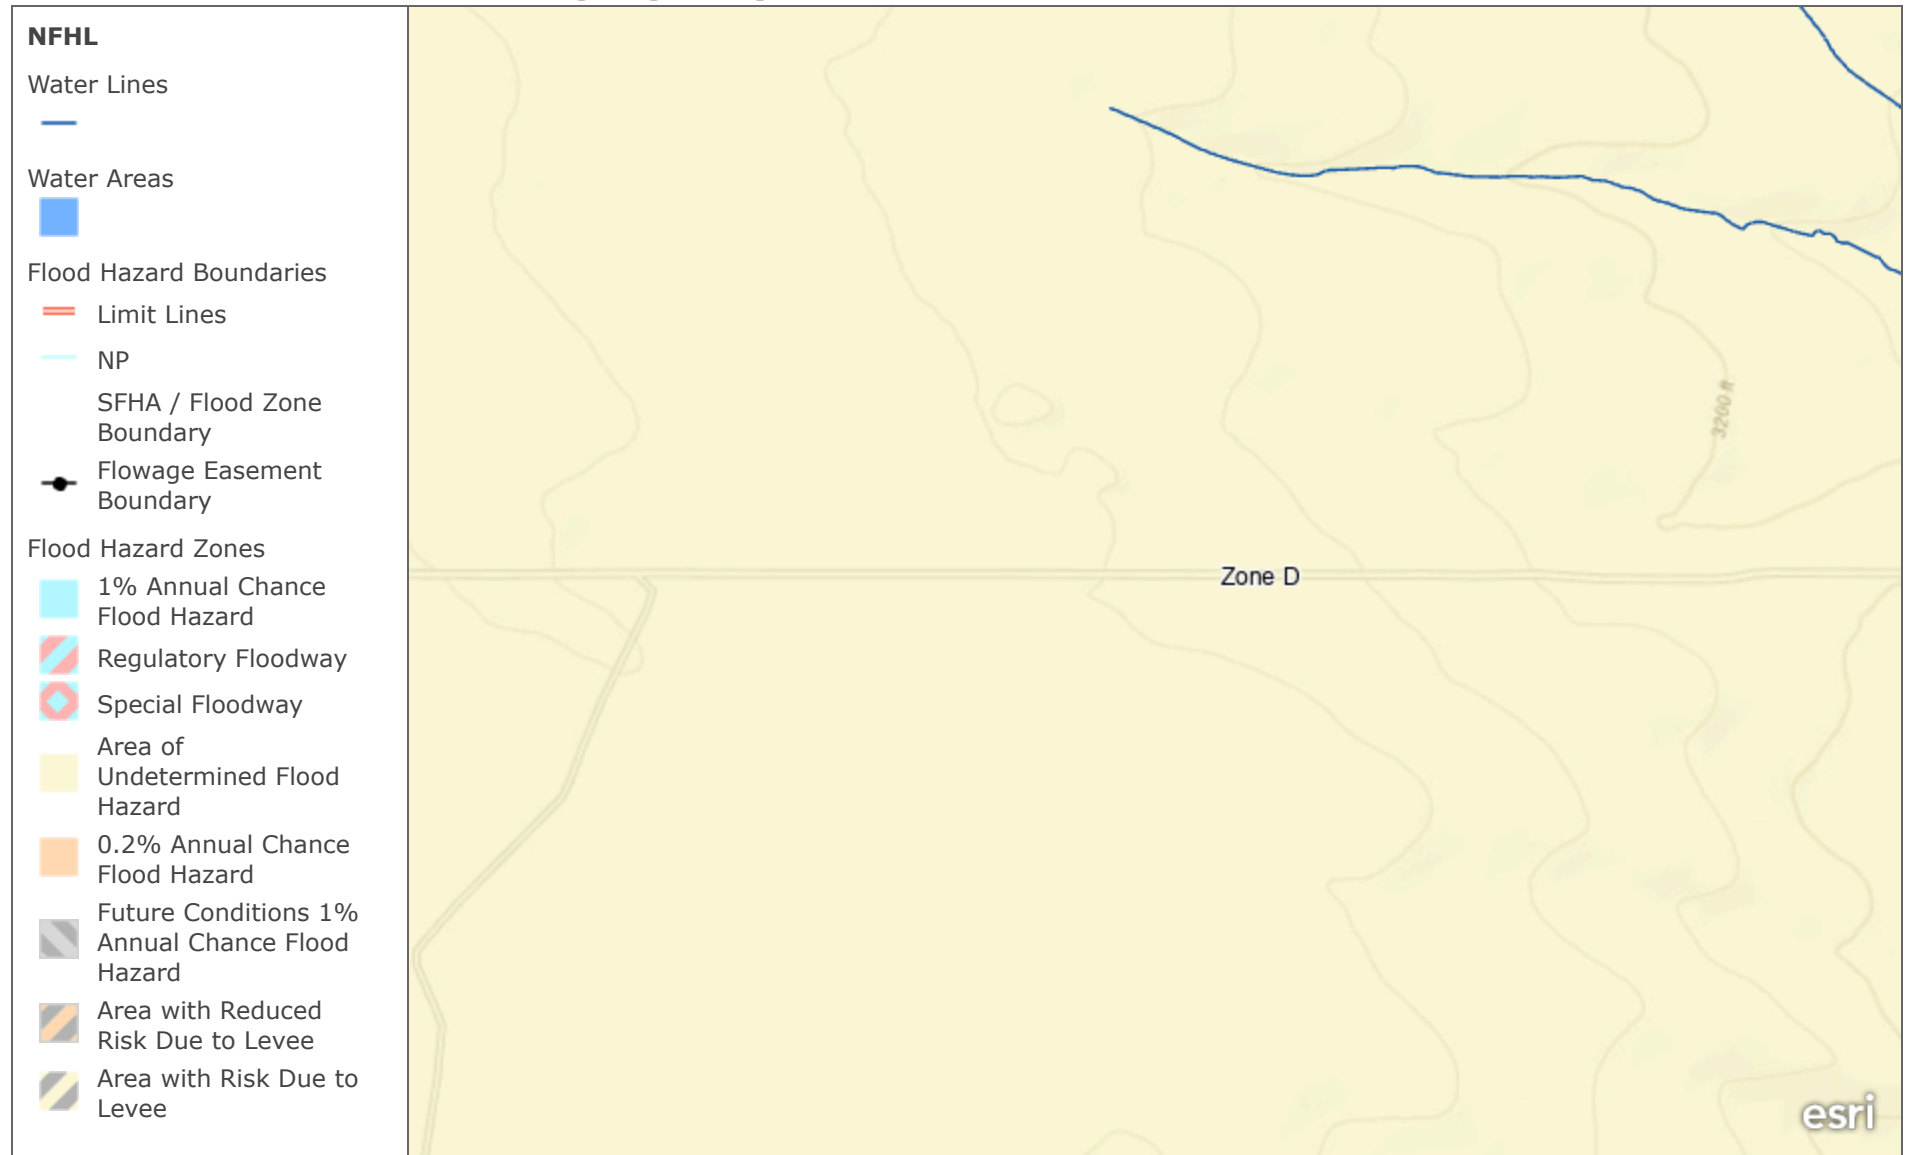 NFHL
Water Lines
Water Areas
Flood Hazard Boundaries
Limit Lines
NP
SFHA / Flood Zone
Boundary
Flowage Easement
Boundary
Flood Hazard Zones
1% Annual Chance
Flood Hazard
Regulatory Floodway
Special Floodway
Area of
Undetermined Flood
Hazard
0.2% Annual Chance
Flood Hazard
Future Conditions 1%
Annual Chance Flood
Hazard
Area with Reduced
Risk Due to Levee
Area with Risk Due to
Levee
3200 ft
Zone D
esri